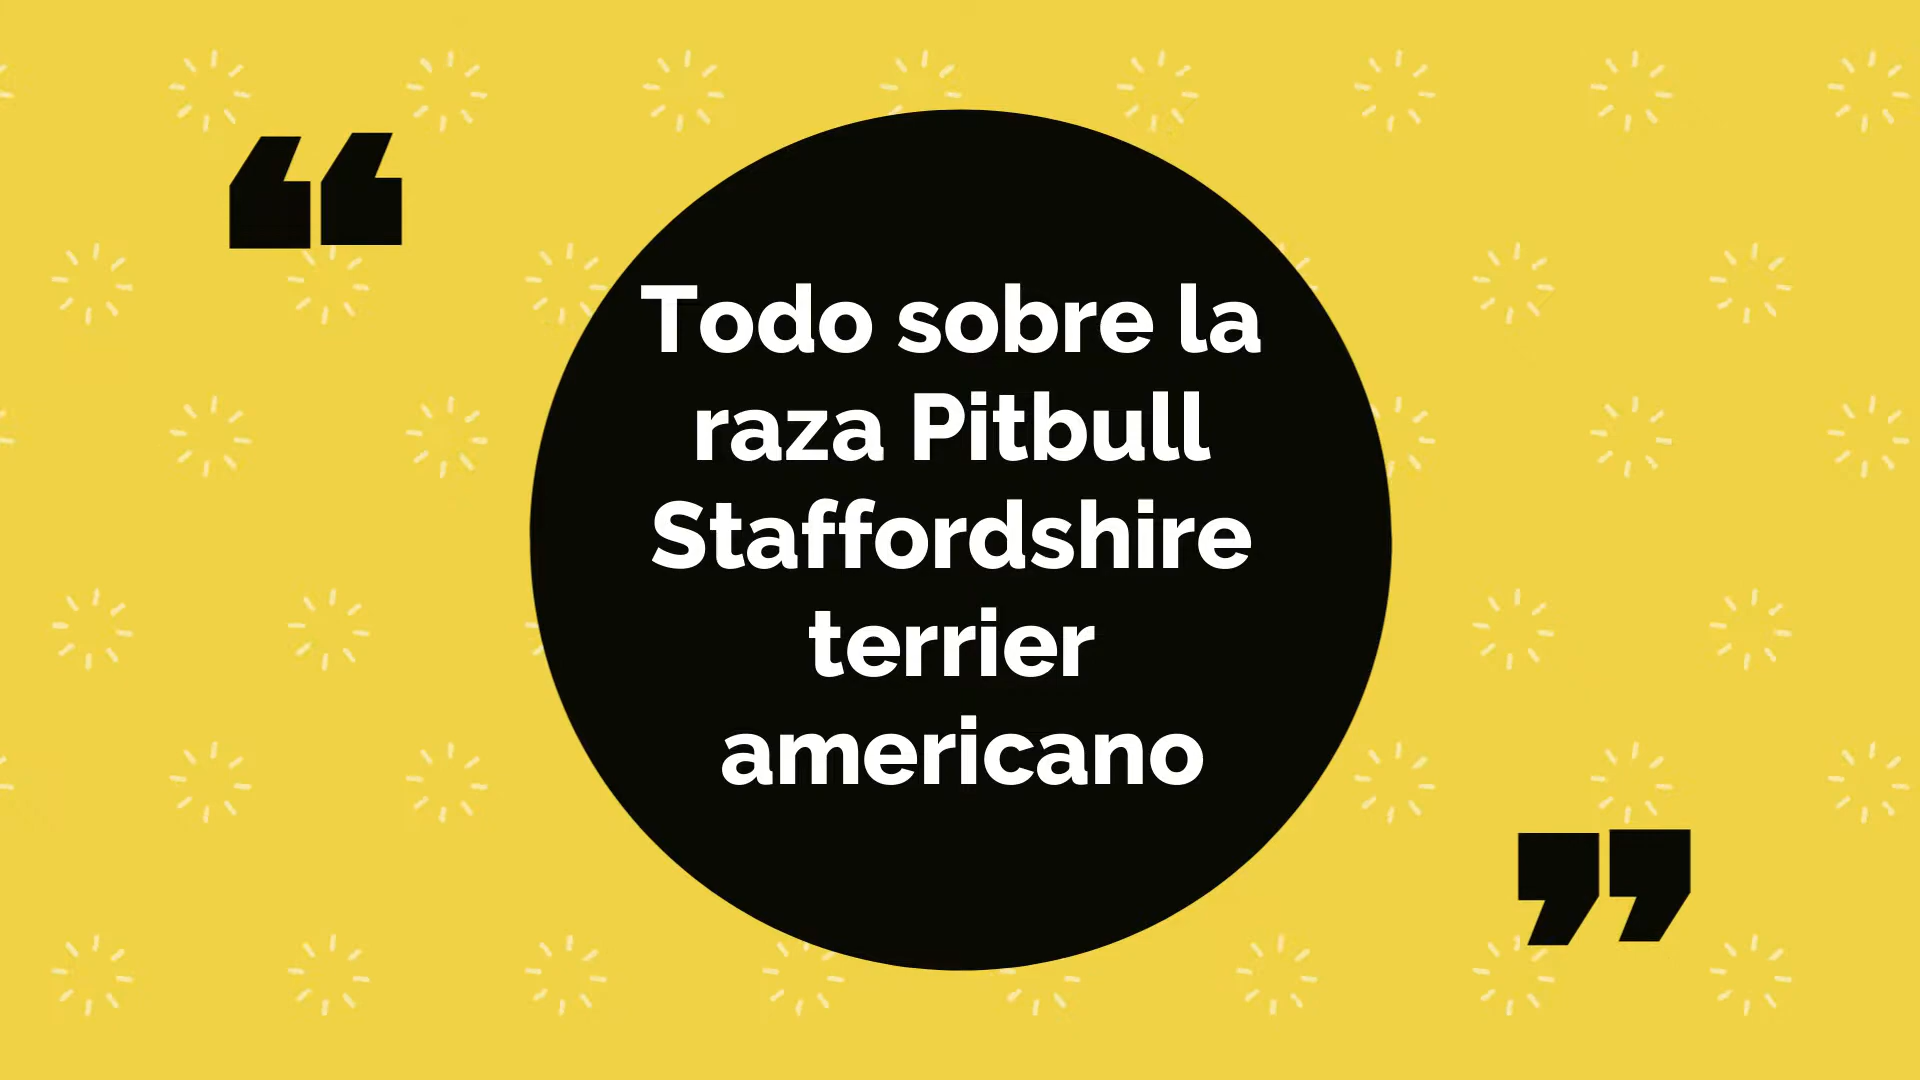 Todo sobre la
raza Pitbull
Staffordshire
terrier
americano